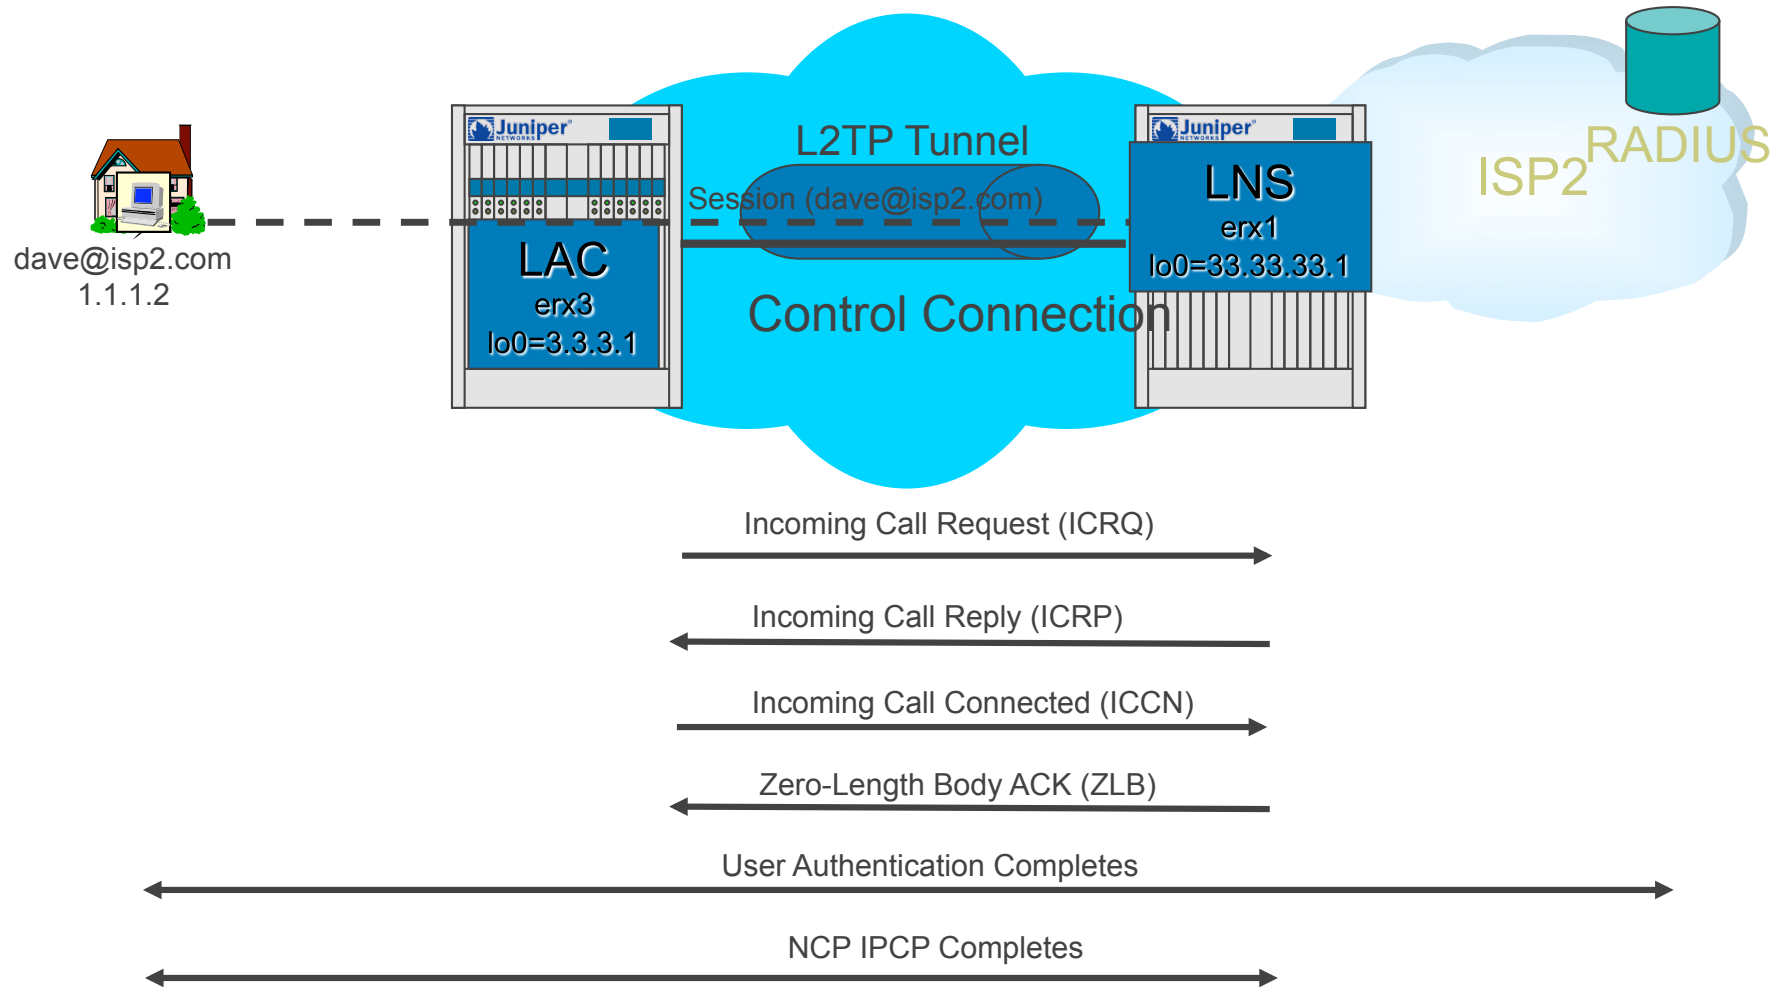 Juniper®
NETWORKS
Juniper®
NETWORKS
L2TP Tunnel
RADIUS
ISP2
LNS
Session (dave@isp2.com)
erx1
dave@isp2.com
LAC
lo0=33.33.33.1
1.1.1.2
erx3
Control Connection
lo0=3.3.3.1
Incoming Call Request (ICRQ)
Incoming Call Reply (ICRP)
Incoming Call Connected (ICCN)
Zero-Length Body ACK (ZLB)
User Authentication Completes
NCP IPCP Completes